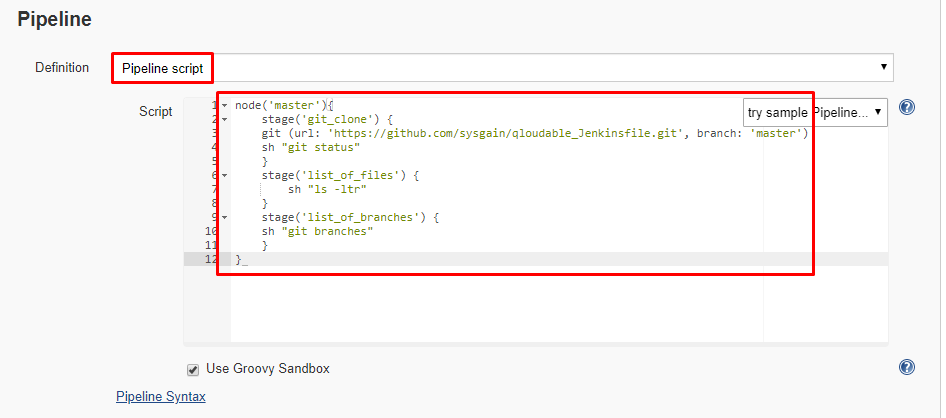 Pipeline
Definition
Pipeline script
Script
try sample Pipeline...
1 node('master'){
2 stage('git_clone') {
3 git (url: 'https://github.com/sysgain/qloudable_Jenkinsfile.git', branch: 'master')
4 sh "git status"
5 }
6 stage('list_of_files') {
7 sh "ls -ltr"
8 }
9 stage('list_of_branches') {
10 sh "git branches"
11 }
12 }_
Use Groovy Sandbox
Pipeline Syntax